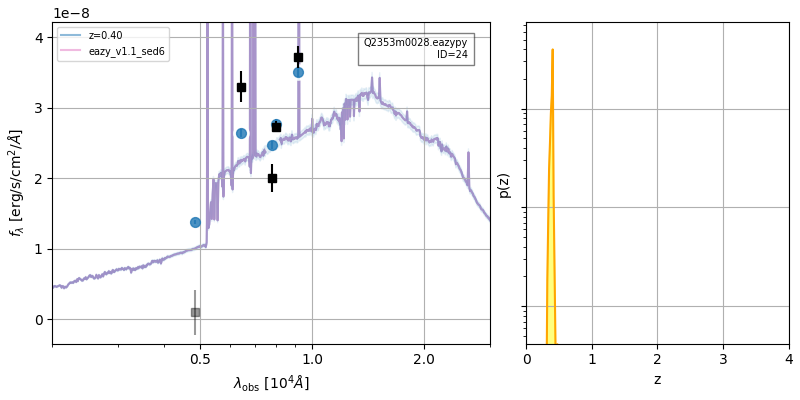 1e−8
z=0.40
eazy_v1.1_sed6
Q2353m0028.eazypy
ID=24
4
3
2
1
0
0.5
1.0
2.0
f_λ [erg/s/cm²/Å]
λ_obs [10⁴Å]
p(z)
0
1
2
3
4
z